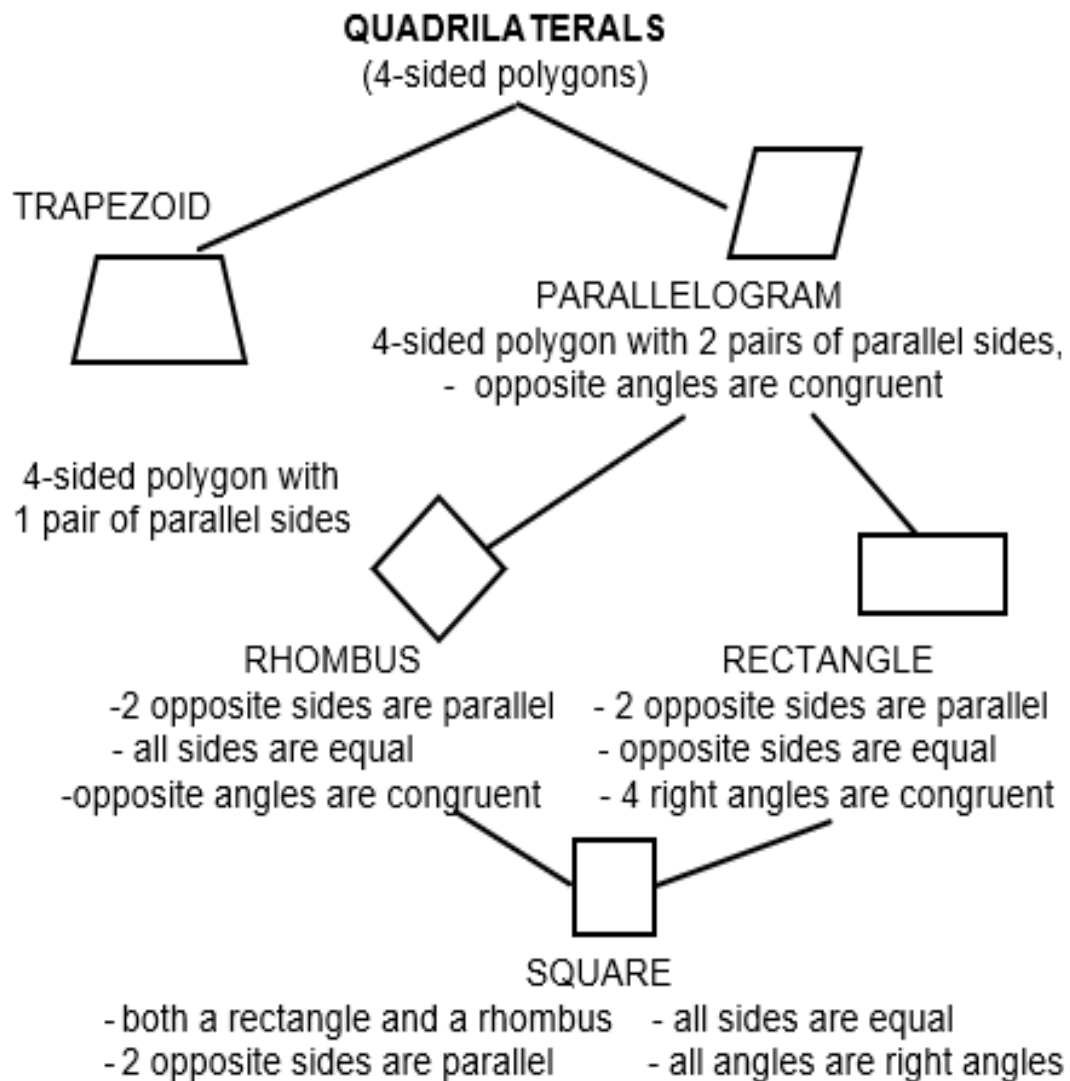 QUADRILATERALS
(4-sided polygons)
TRAPEZOID
PARALLELOGRAM
4-sided polygon with 2 pairs of parallel sides,
- opposite angles are congruent
4-sided polygon with
1 pair of parallel sides
RHOMBUS
-2 opposite sides are parallel
- all sides are equal
-opposite angles are congruent
RECTANGLE
- 2 opposite sides are parallel
- opposite sides are equal
- 4 right angles are congruent
SQUARE
- both a rectangle and a rhombus
- 2 opposite sides are parallel
- all sides are equal
- all angles are right angles